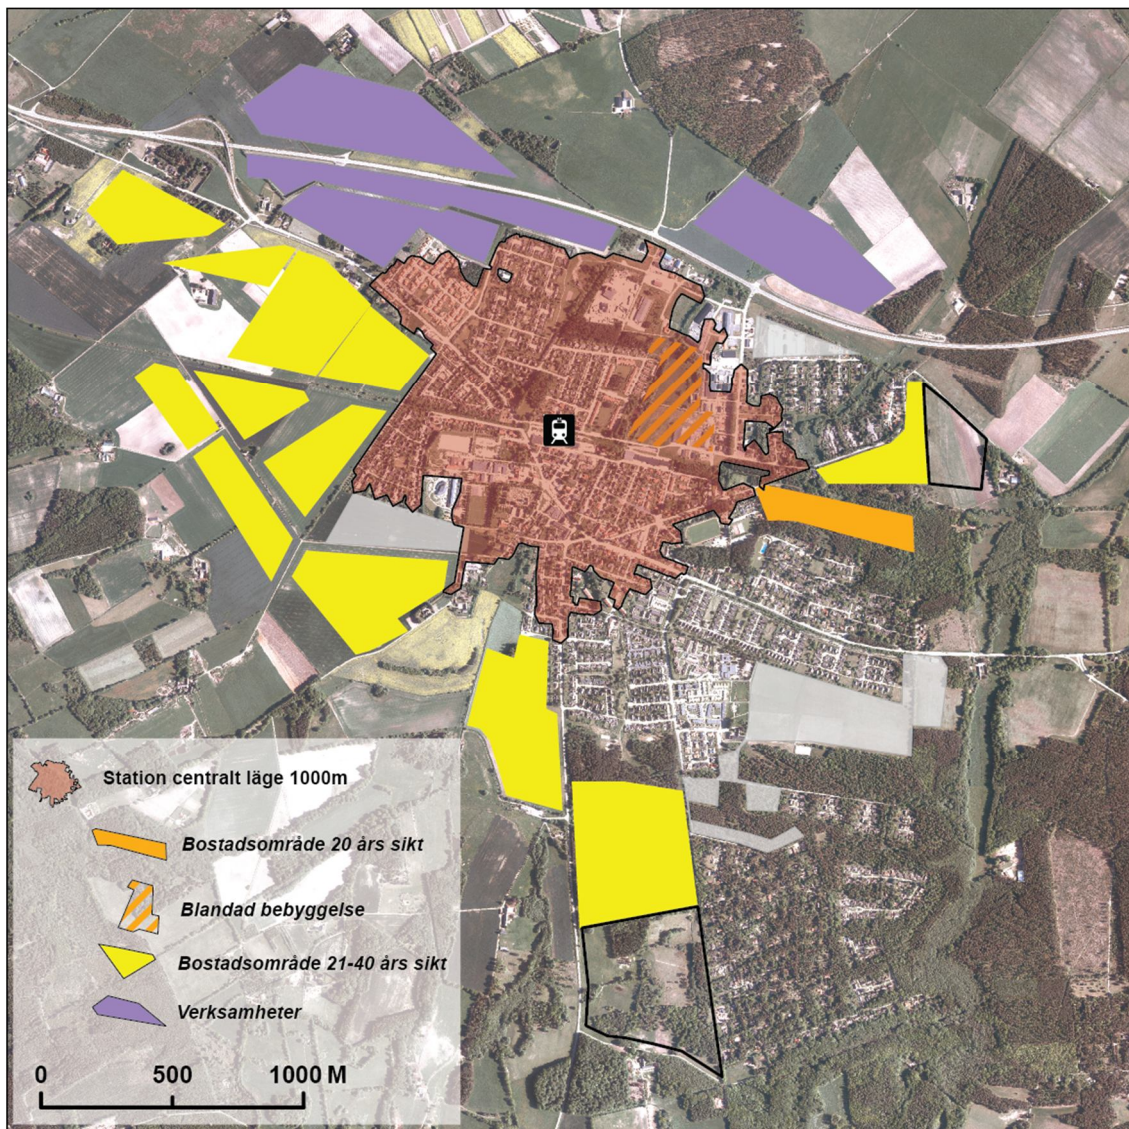 Station centralt läge 1000m
Bostadsområde 20 års sikt
Blandad bebyggelse
Bostadsområde 21-40 års sikt
Verksamheter
0 500 1000 M